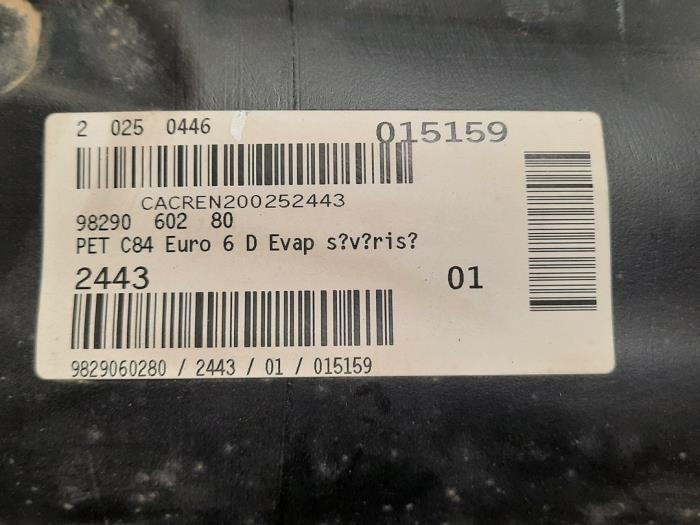 2 025 0446 015159
CACREN200252443
98290 602 80
PET C84 Euro 6 D Evap s?v?ris?
2443 01
9829060280 / 2443 / 01 / 015159